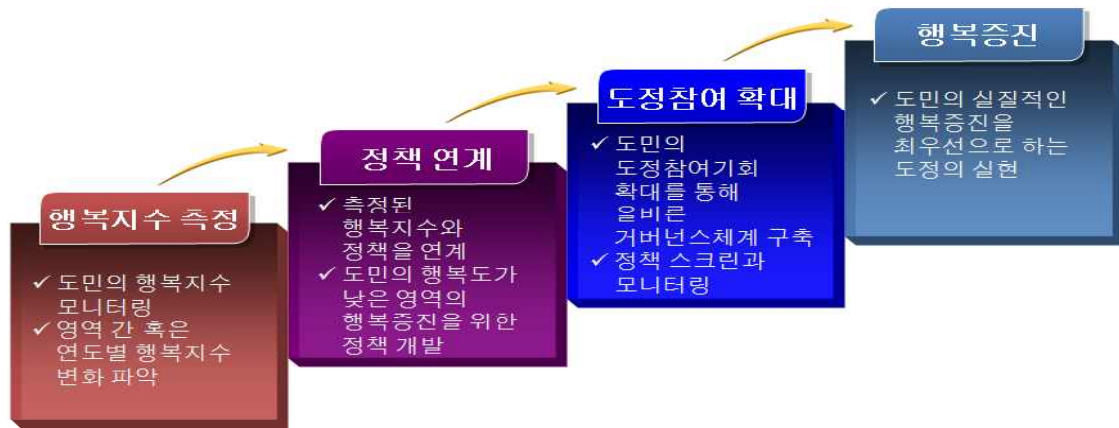 행복지수 측정
✓ 도민의 행복지수
모니터링
✓ 영역 간 혹은
연도별 행복지수
변화 파악
정책 연계
✓ 측정된
행복지수와
정책을 연계
✓ 도민의 행복도가
낮은 영역의
행복증진을 위한
정책 개발
도정참여 확대
✓ 도민의
도정참여기회
확대를 통해
올바른
거버넌스체계 구축
✓ 정책 스크린과
모니터링
행복증진
✓ 도민의 실질적인
행복증진을
최우선으로 하는
도정의 실현